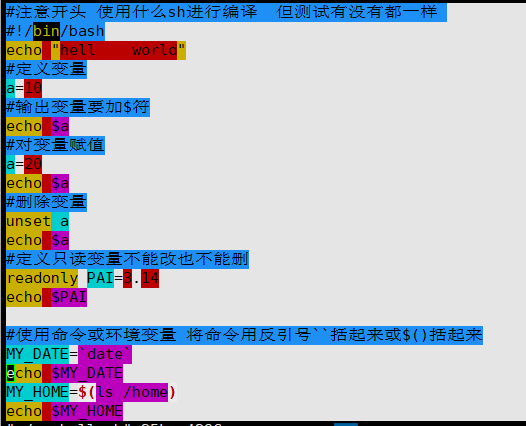 #注意开头 使用什么sh进行编译  但测试有没有都一样
#!/bin/bash
echo "hell   world"
#定义变量
a=10
#输出变量要加$符
echo $a
#对变量赋值
a=20
echo $a
#删除变量
unset a
echo $a
#定义只读变量不能改也不能删
readonly PAI=3.14
echo $PAI
#使用命令或环境变量 将命令用反引号``括起来或$()括起来
MY_DATE=`date`
echo $MY_DATE
MY_HOME=$(ls /home)
echo $MY_HOME